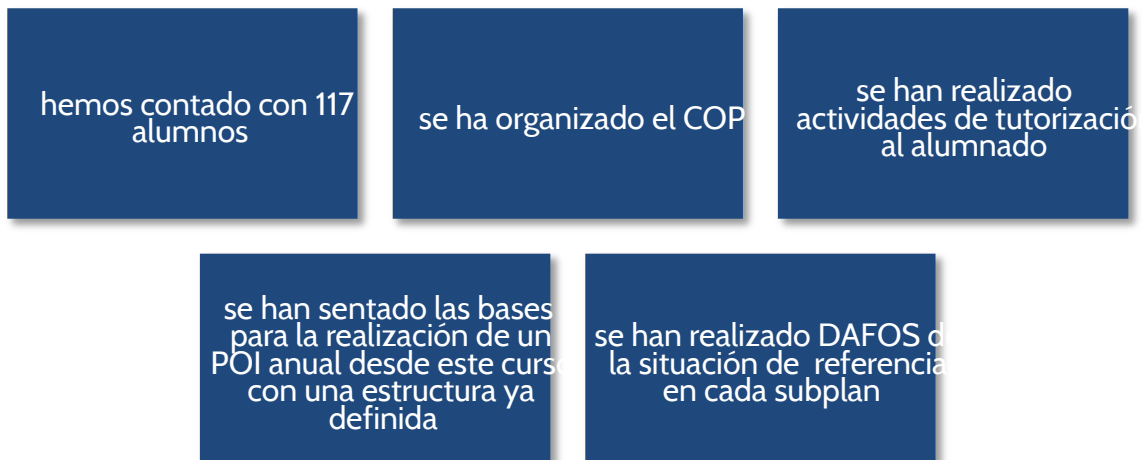 hemos contado con 117
alumnos
se ha organizado el COP
se han realizado
actividades de tutorizació
al alumnado
se han sentado las bases
para la realización de un
POI anual desde este curso
con una estructura ya
definida
se han realizado DAFOS d
la situación de referencia
en cada subplan